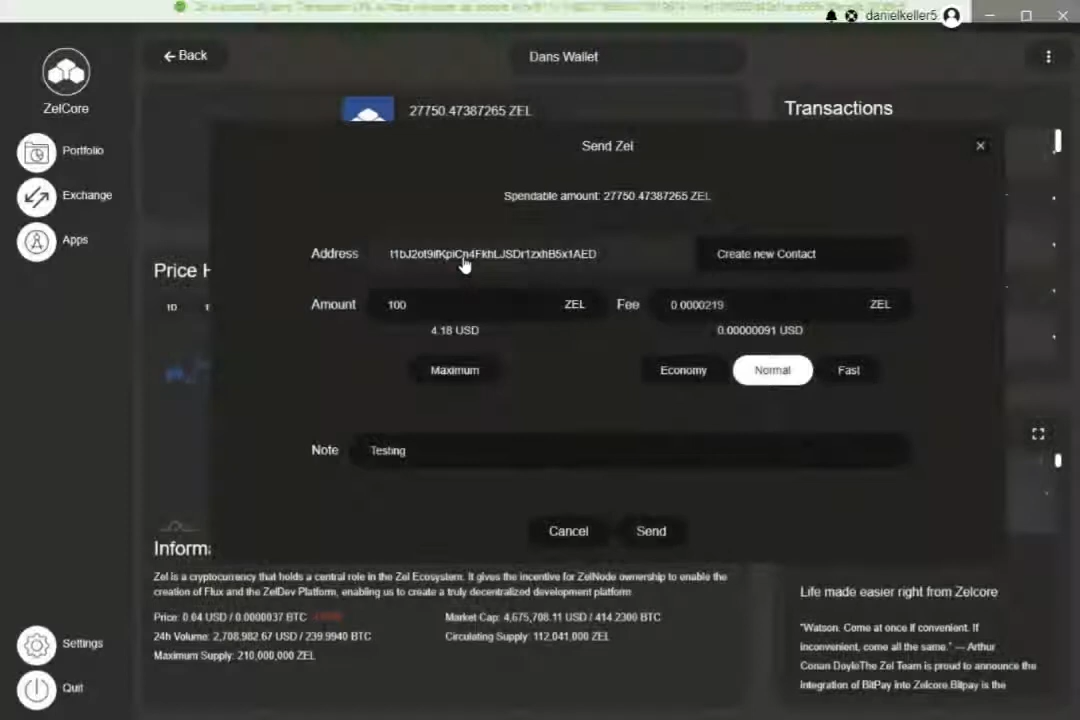 danielkeller5
Back
Dans Wallet
ZelCore
Portfolio
Exchange
Apps
Settings
Quit
27750.47387265 ZEL
Transactions
Send Zel
Spendable amount: 27750.47387265 ZEL
Address
Create new Contact
Amount 100 ZEL Fee 0.0000219 ZEL
4.18 USD 0.00000091 USD
Maximum Economy Normal Fast
Note Testing
Cancel Send
Price H
1D
Inform
Zel is a cryptocurrency that holds a central role in the Zel Ecosystem. It gives the incentive for ZelNode ownership to enable the
creation of Flux and the ZelDev Platform, enabling us to create a truly decentralized development platform
Price: 0.04 USD / 0.0000037 BTC
Market Cap: 4,675,708.11 USD / 414.2300 BTC
24h Volume: 2,708,982.67 USD / 239.9940 BTC
Circulating Supply: 112,041,000 ZEL
Maximum Supply: 210,000,000 ZEL
Life made easier right from Zelcore
"Watson. Come at once if convenient. If
inconvenient, come all the same." — Arthur
Conan DoyleThe Zel Team is proud to announce the
integration of BitPay into Zelcore.Bitpay is the